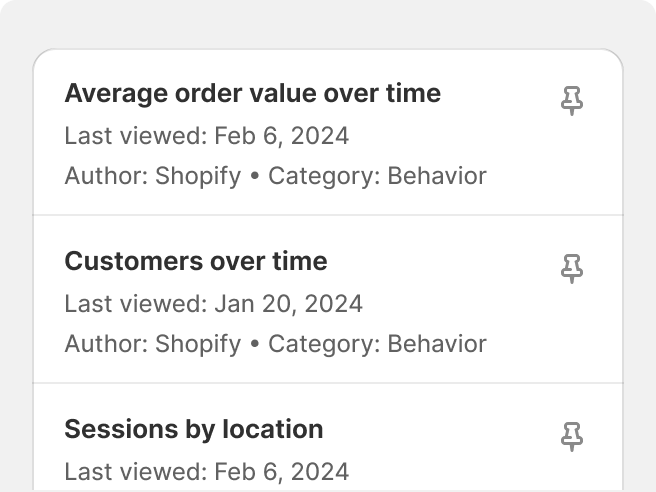 Average order value over time
Last viewed: Feb 6, 2024
Author: Shopify • Category: Behavior
Customers over time
Last viewed: Jan 20, 2024
Author: Shopify • Category: Behavior
Sessions by location
Last viewed: Feb 6, 2024